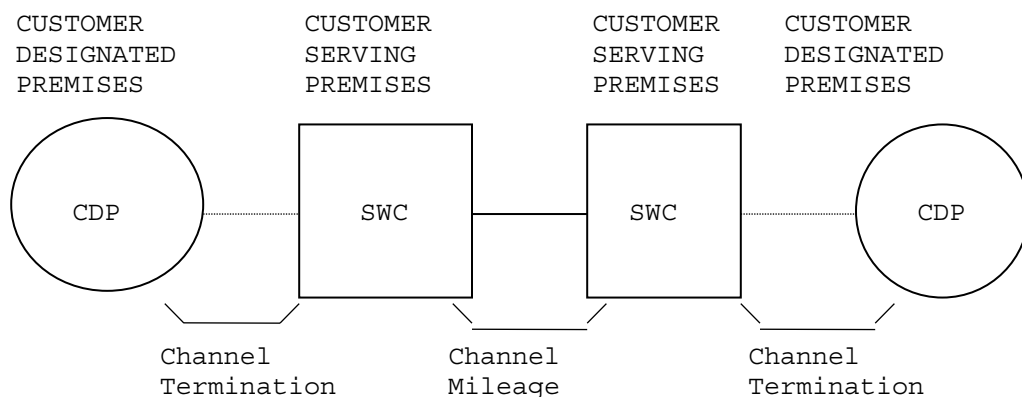 CUSTOMER DESIGNATED PREMISES
CUSTOMER SERVING PREMISES
CUSTOMER SERVING PREMISES
CUSTOMER DESIGNATED PREMISES
CDP
SWC
SWC
CDP
Channel
Termination
Channel
Mileage
Channel
Termination